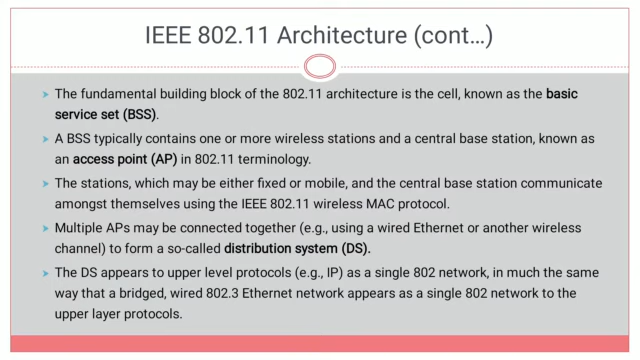 IEEE 802.11 Architecture (cont…)
The fundamental building block of the 802.11 architecture is the cell, known as the basic
service set (BSS).
A BSS typically contains one or more wireless stations and a central base station, known as
an access point (AP) in 802.11 terminology.
The stations, which may be either fixed or mobile, and the central base station communicate
amongst themselves using the IEEE 802.11 wireless MAC protocol.
Multiple APs may be connected together (e.g., using a wired Ethernet or another wireless
channel) to form a so-called distribution system (DS).
The DS appears to upper level protocols (e.g., IP) as a single 802 network, in much the same
way that a bridged, wired 802.3 Ethernet network appears as a single 802 network to the
upper layer protocols.